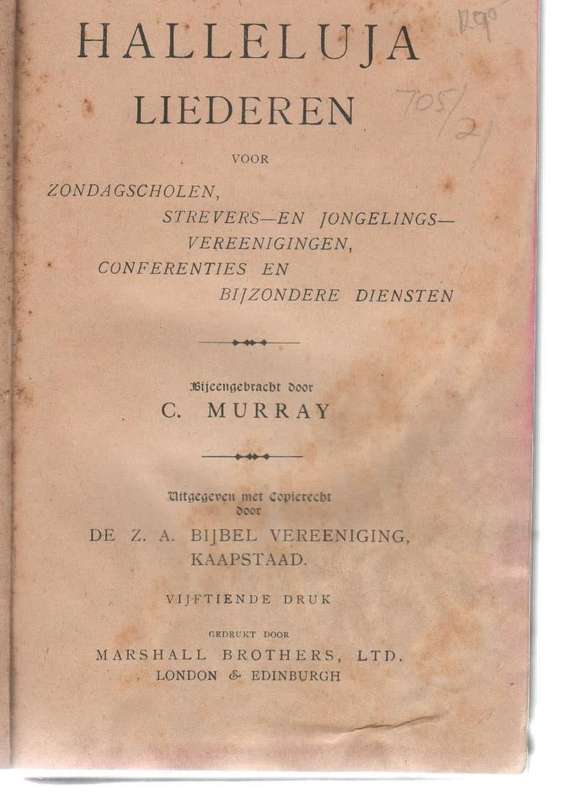 HALLELUJA
LIEDEREN
VOOR
ZONDAGSCHOLEN,
STREVERS—EN JONGELINGS—
VEREENIGINGEN,
CONFERENTIES EN
BIJZONDERE DIENSTEN
Bijeengebracht door
C. MURRAY
Uitgegeven met Copierecht
door
DE Z. A. BIJBEL VEREENIGING,
KAAPSTAAD.
VIJFTIENDE DRUK
GEDRUKT DOOR
MARSHALL BROTHERS, LTD.
LONDON & EDINBURGH
705/